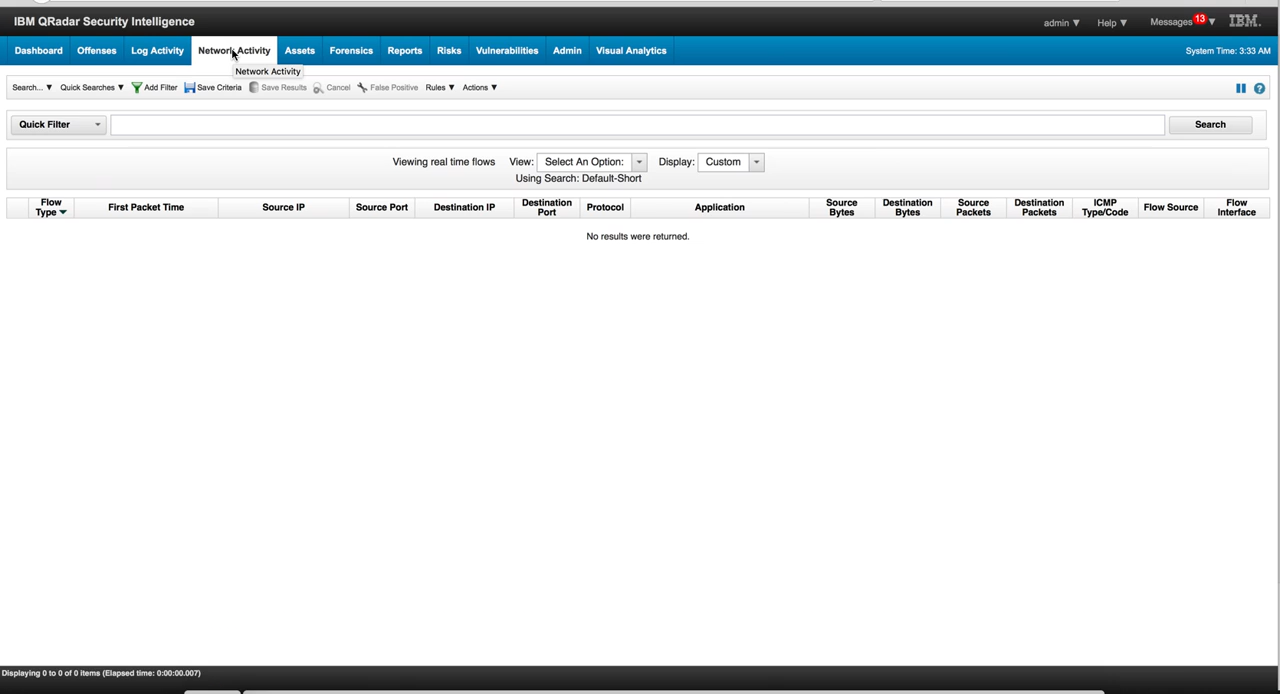 IBM QRadar Security Intelligence admin ▼ Help ▼ Messages 13 ▼ IBM.
Dashboard Offenses Log Activity Network Activity Assets Forensics Reports Risks Vulnerabilities Admin Visual Analytics System Time: 3:33 AM
Network Activity
Search... ▼ Quick Searches ▼ Add Filter Save Criteria Save Results Cancel False Positive Rules ▼ Actions ▼
Quick Filter Search
Viewing real time flows View: Select An Option: Display: Custom
Using Search: Default-Short
Flow Type First Packet Time Source IP Source Port Destination IP Destination Port Protocol Application Source Bytes Destination Bytes Source Packets Destination Packets ICMP Type/Code Flow Source Flow Interface
No results were returned.
Displaying 0 to 0 of 0 items (Elapsed time: 0:00:00.007)